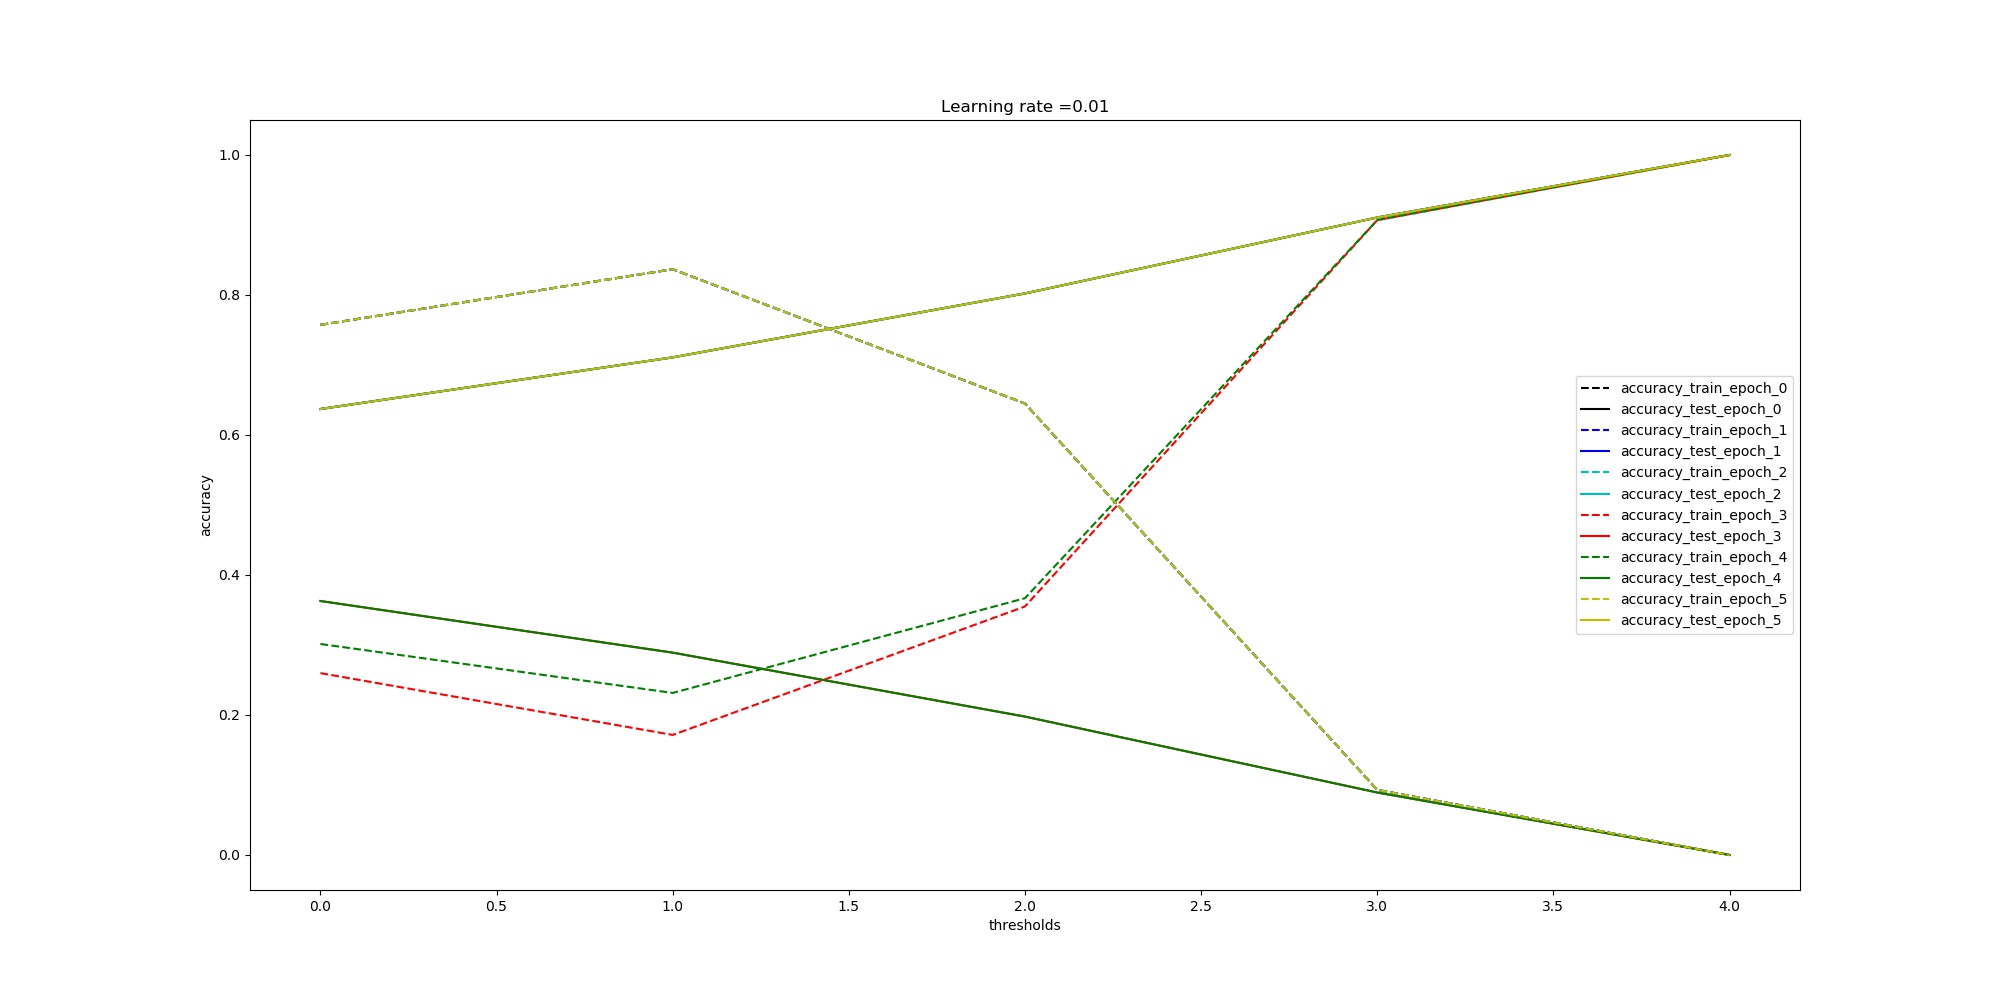 Learning rate =0.01
1.0
0.8
0.6
0.4
0.2
0.0
accuracy
accuracy_train_epoch_0
accuracy_test_epoch_0
accuracy_train_epoch_1
accuracy_test_epoch_1
accuracy_train_epoch_2
accuracy_test_epoch_2
accuracy_train_epoch_3
accuracy_test_epoch_3
accuracy_train_epoch_4
accuracy_test_epoch_4
accuracy_train_epoch_5
accuracy_test_epoch_5
0.0 0.5 1.0 1.5 2.0 2.5 3.0 3.5 4.0
thresholds